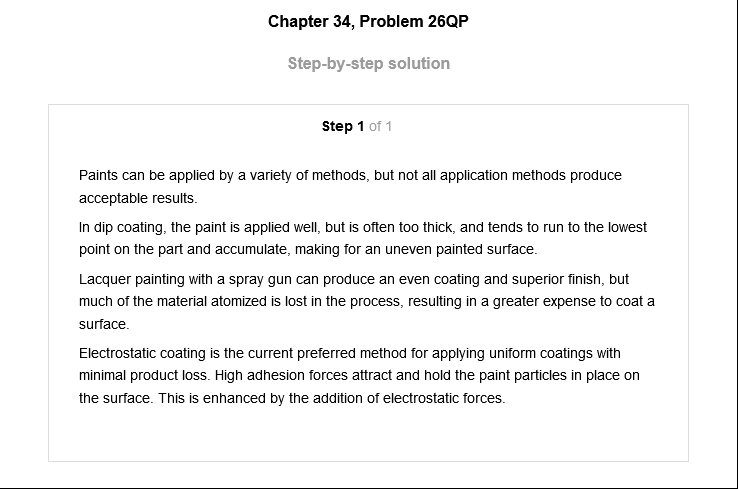 Chapter 34, Problem 26QP
Step-by-step solution
Step 1 of 1
Paints can be applied by a variety of methods, but not all application methods produce
acceptable results.
In dip coating, the paint is applied well, but is often too thick, and tends to run to the lowest
point on the part and accumulate, making for an uneven painted surface.
Lacquer painting with a spray gun can produce an even coating and superior finish, but
much of the material atomized is lost in the process, resulting in a greater expense to coat a
surface.
Electrostatic coating is the current preferred method for applying uniform coatings with
minimal product loss. High adhesion forces attract and hold the paint particles in place on
the surface. This is enhanced by the addition of electrostatic forces.